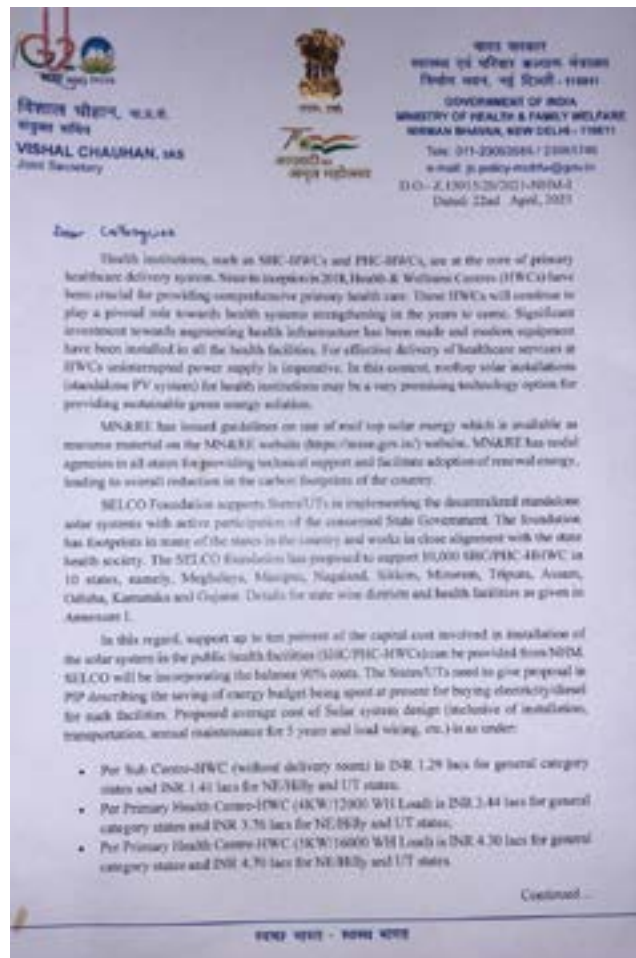 G20
विशाल चौहान, भा.प्र.से.
संयुक्त सचिव
VISHAL CHAUHAN, IAS
Joint Secretary
आज़ादी का
अमृत महोत्सव
भारत सरकार
स्वास्थ्य एवं परिवार कल्याण मंत्रालय
निर्माण भवन, नई दिल्ली - 110011
GOVERNMENT OF INDIA
MINISTRY OF HEALTH & FAMILY WELFARE
NIRMAN BHAVAN, NEW DELHI - 110011
Tele: 011-
e-mail:
Dated: 22nd April, 2023
Dear Colleague
Health institutions, such as SHC-HWCs and PHC-HWCs, are at the core of primary
healthcare delivery system. Since its inception in 2018, Health & Wellness Centres (HWCs) have
been crucial for providing comprehensive primary health care. These HWCs will continue to
play a pivotal role towards health systems strengthening in the years to come. Significant
investment towards augmenting health infrastructure has been made and modern equipment
have been installed in all the health facilities. For effective delivery of healthcare services at
HWCs uninterrupted power supply is imperative. In this context, rooftop solar installations
(standalone PV system) for health institutions may be a very promising technology option for
providing sustainable green energy solution.
MN&RE has issued guidelines on use of roof top solar energy which is available as
resource material on the MN&RE website (https://mnre.gov.in/) website. MN&RE has nodal
agencies in all states for providing technical support and facilitate adoption of renewal energy,
leading to overall reduction in the carbon footprints of the country.
SELCO Foundation supports States/UTs in implementing the decentralized standalone
solar systems with active participation of the concerned State Government. The foundation
has footprints in many of the states in the country and works in close alignment with the state
health society. The SELCO foundation has proposed to support 10,000 SHC/PHC-HWC in
10 states, namely, Meghalaya, Manipur, Nagaland, Sikkim, Mizoram, Tripura, Assam,
Odisha, Karnataka and Gujarat. Details for state wise districts and health facilities as given in
Annexure I.
In this regard, support up to ten percent of the capital cost involved in installation of
the solar system in the public health facilities (SHC/PHC-HWCs) can be provided from NHM.
SELCO will be incorporating the balance 90% costs. The States/UTs need to give proposal in
PIP describing the saving of energy budget being spent at present for buying electricity/diesel
for such facilities. Proposed average cost of Solar system design (inclusive of installation,
transportation, annual maintenance for 5 years and load wiring, etc.) is as under:
• Per Sub Centre-HWC (without delivery room) is INR 1.29 lacs for general category
states and INR 1.41 lacs for NE/Hilly and UT states;
• Per Primary Health Centre-HWC (4KW/12000 WH Load) is INR 3.44 lacs for general
category states and INR 3.76 lacs for NE/Hilly and UT states;
• Per Primary Health Centre-HWC (5KW/16000 WH Load) is INR 4.30 lacs for general
category states and INR 4.70 lacs for NE/Hilly and UT states.
Continued...
स्वच्छ भारत - स्वस्थ भारत